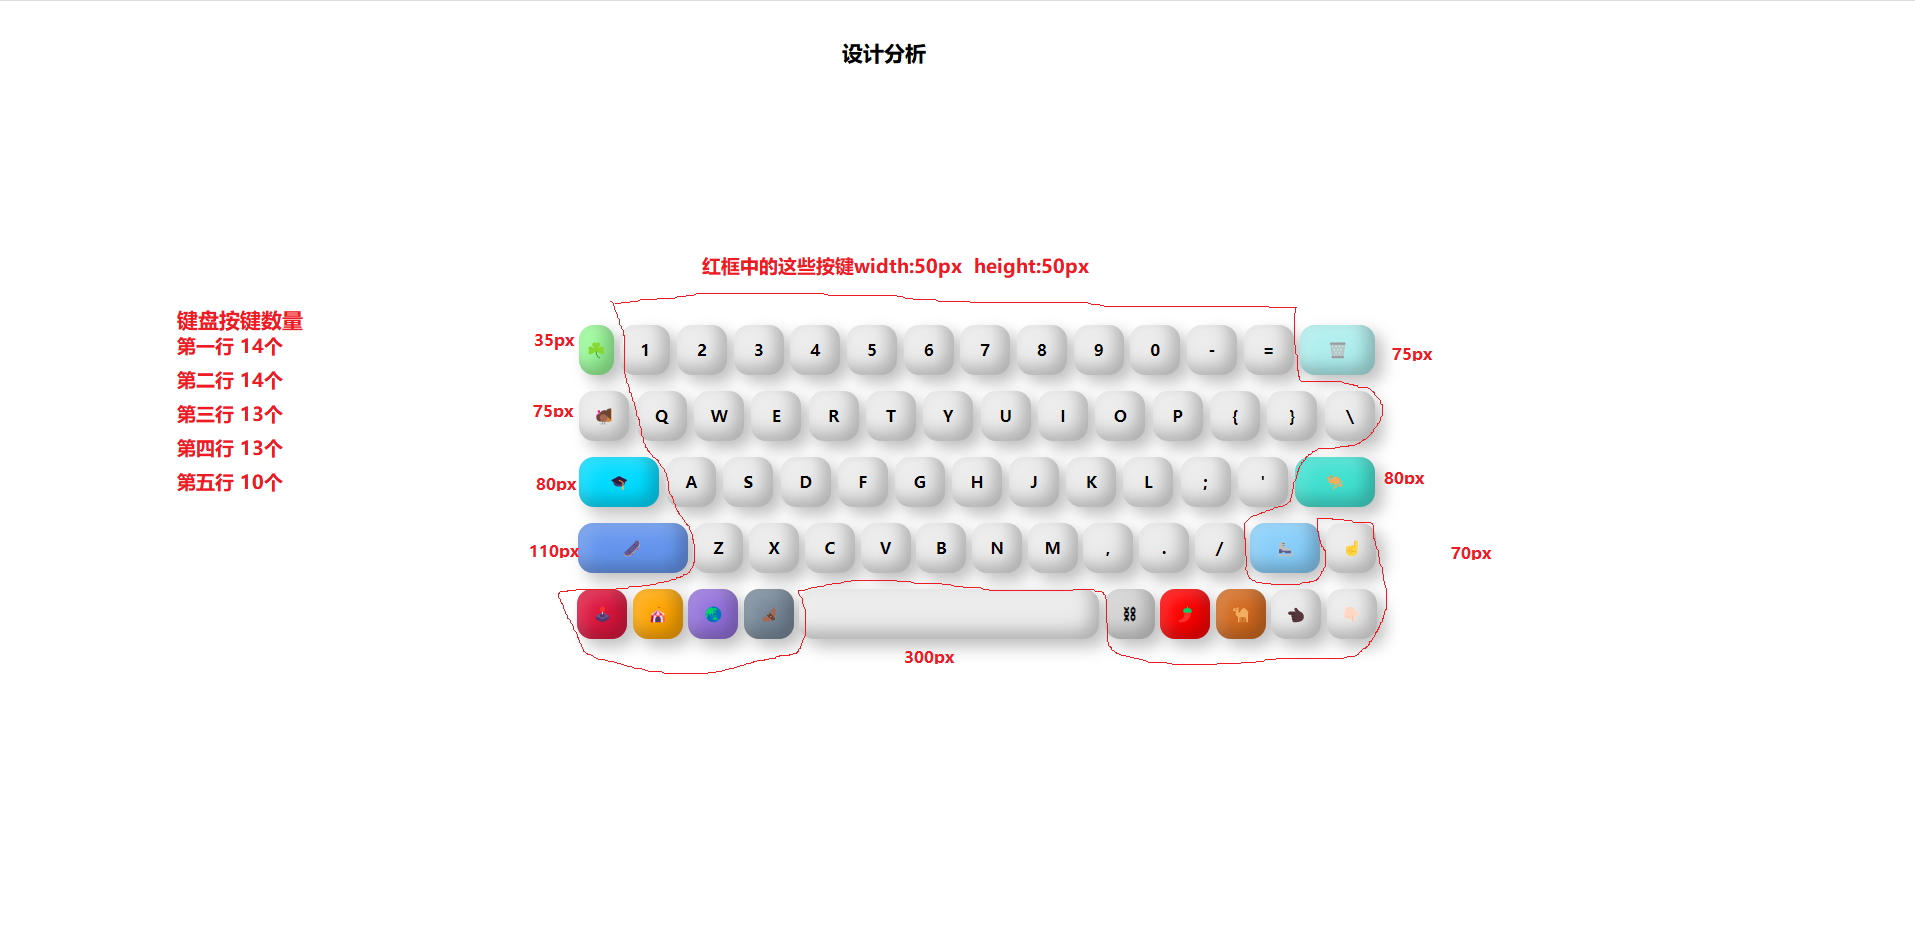 设计分析
红框中的这些按键width:50px height:50px
键盘按键数量
第一行 14个
第二行 14个
第三行 13个
第四行 13个
第五行 10个
35px
1 2 3 4 5 6 7 8 9 0 - =
75px
75px
Q W E R T Y U I O P { } \
80px
A S D F G H J K L ; '
80px
110px
Z X C V B N M , . /
70px
300px